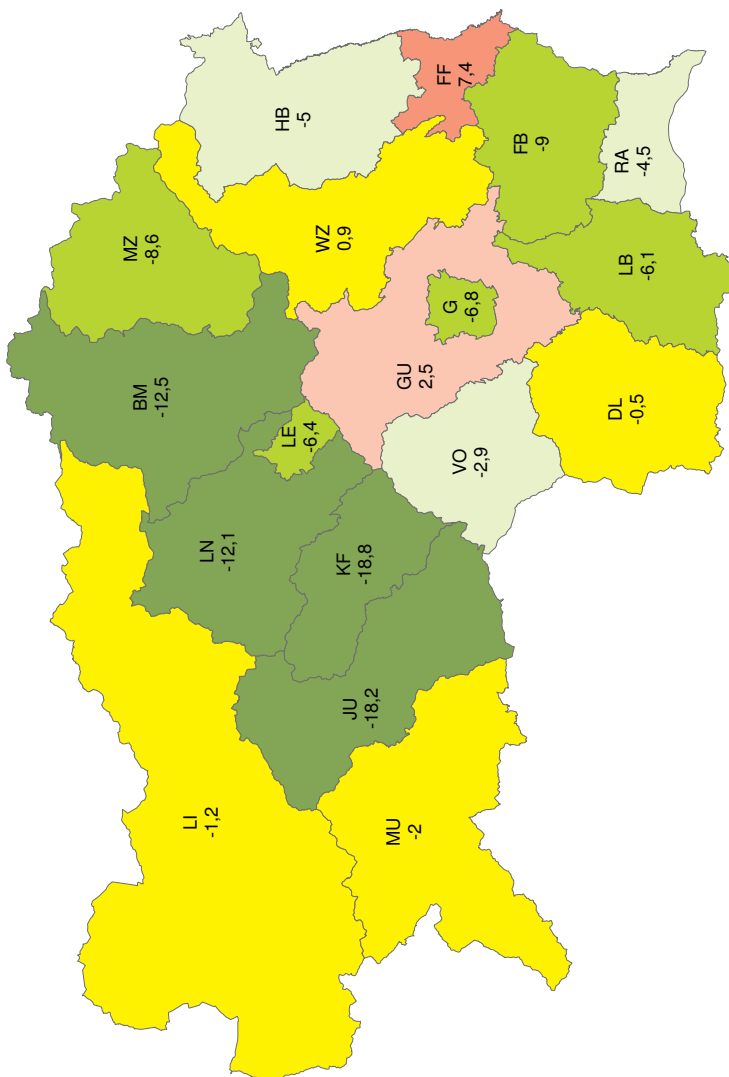 HB
-5
FF
7,4
MZ
-8,6
WZ
0,9
FB
-9
RA
-4,5
BM
-12,5
G
-6,8
LB
-6,1
GU
2,5
LE
-6,4
DL
-0,5
VO
-2,9
LN
-12,1
KF
-18,8
JU
-18,2
LI
-1,2
MU
-2